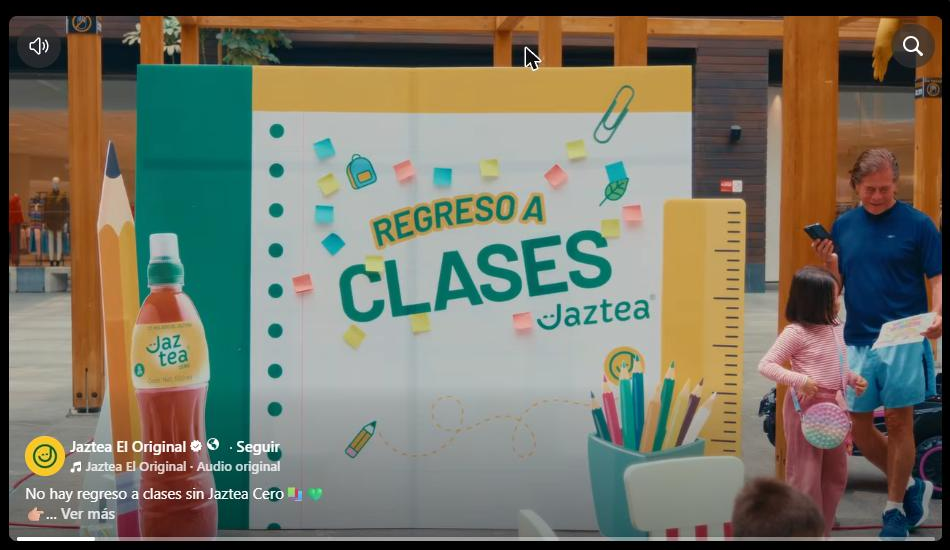 REGRESO A
CLASES
Jaztea
Jaz
tea
Jaztea El Original · Seguir
Jaztea El Original · Audio original
No hay regreso a clases sin Jaztea Cero
... Ver más